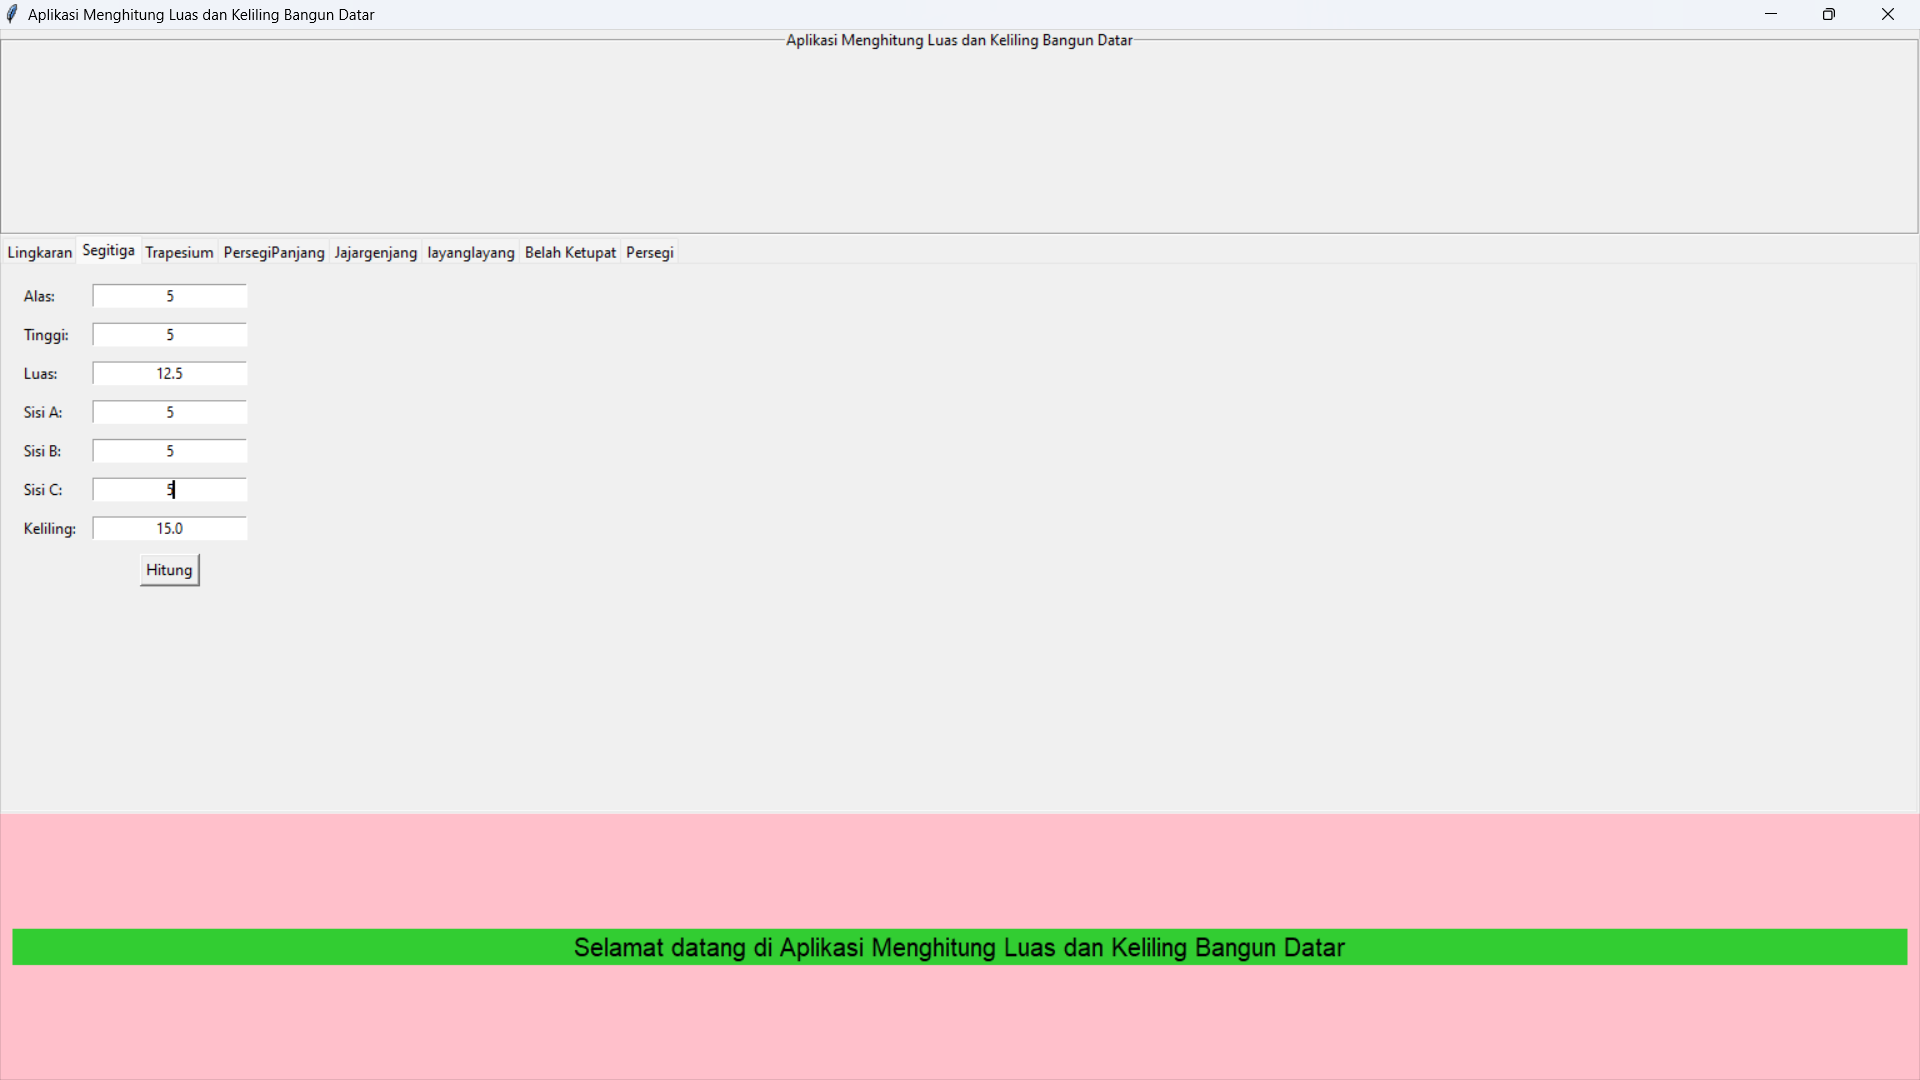 Aplikasi Menghitung Luas dan Keliling Bangun Datar
Aplikasi Menghitung Luas dan Keliling Bangun Datar
Lingkaran Segitiga Trapesium PersegiPanjang Jajargenjang layanglayang Belah Ketupat Persegi
Alas: 5
Tinggi: 5
Luas: 12.5
Sisi A: 5
Sisi B: 5
Sisi C: 5
Keliling: 15.0
Hitung
Selamat datang di Aplikasi Menghitung Luas dan Keliling Bangun Datar